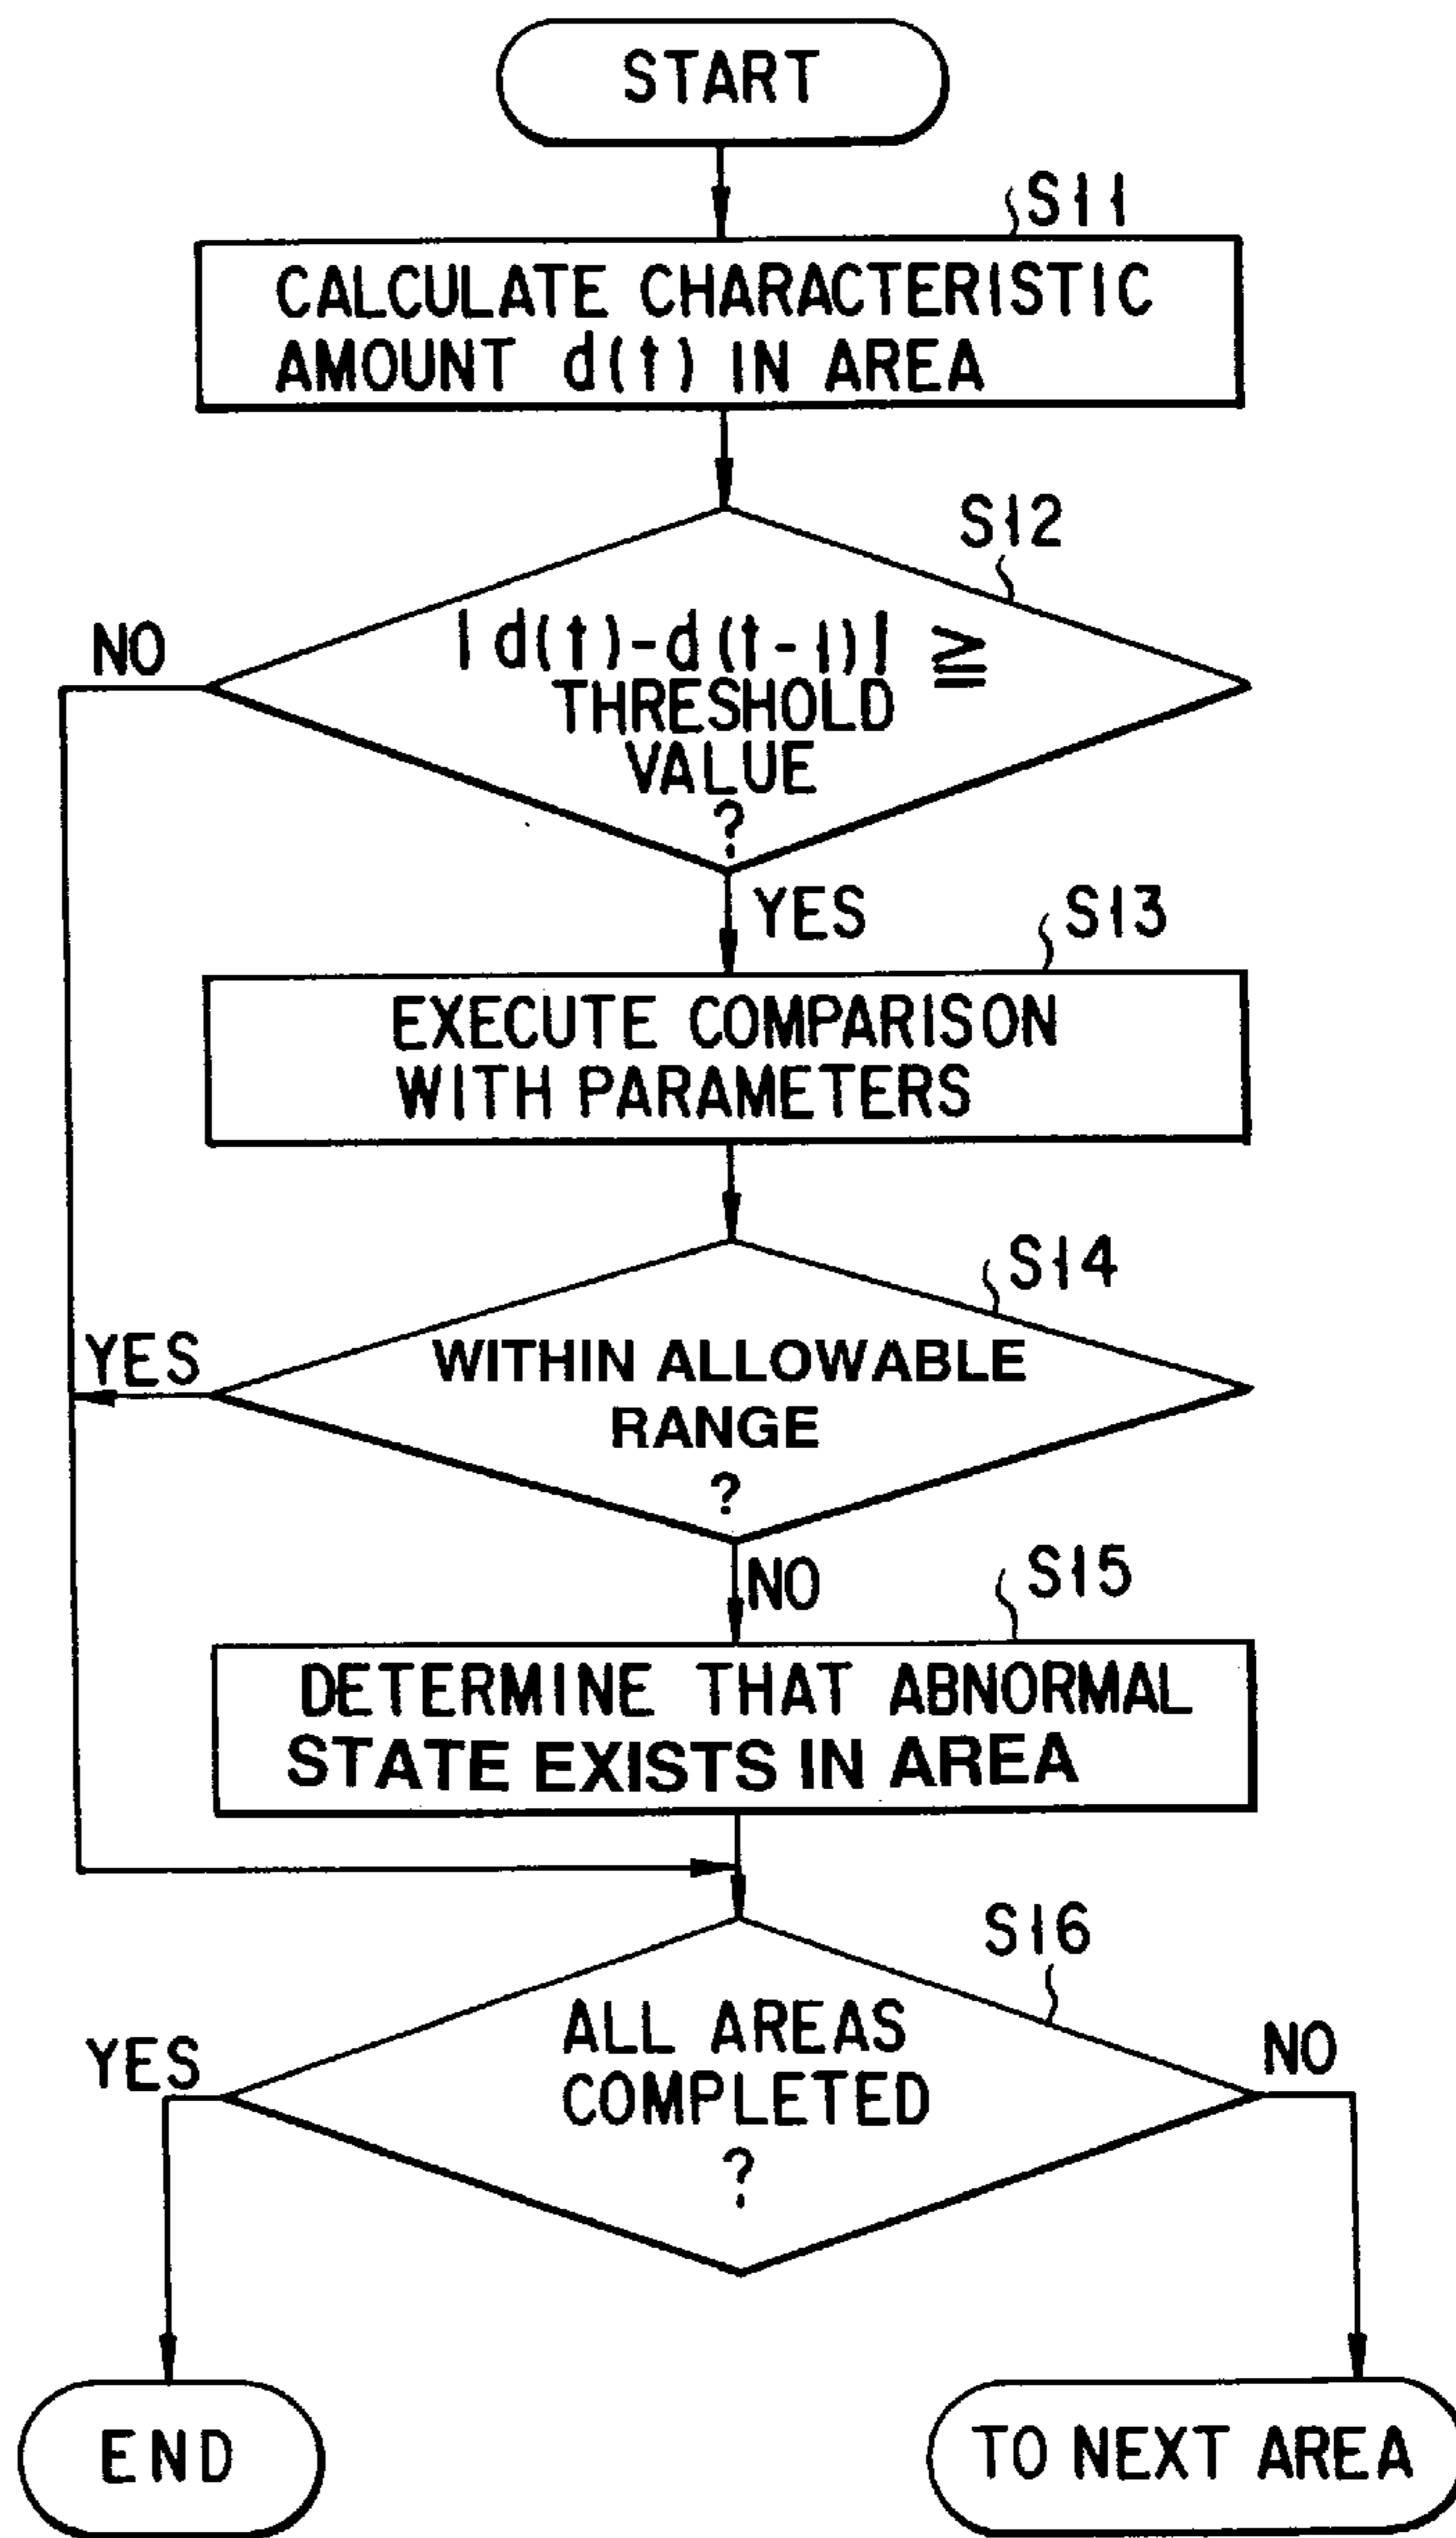 START
S11
CALCULATE CHARACTERISTIC
AMOUNT d(t) IN AREA
S12
NO
|d(t)-d(t-1)| ≧
THRESHOLD
VALUE
?
YES
S13
EXECUTE COMPARISON
WITH PARAMETERS
S14
YES
WITHIN ALLOWABLE
RANGE
?
NO
S15
DETERMINE THAT ABNORMAL
STATE EXISTS IN AREA
S16
YES
ALL AREAS
COMPLETED
?
NO
END
TO NEXT AREA